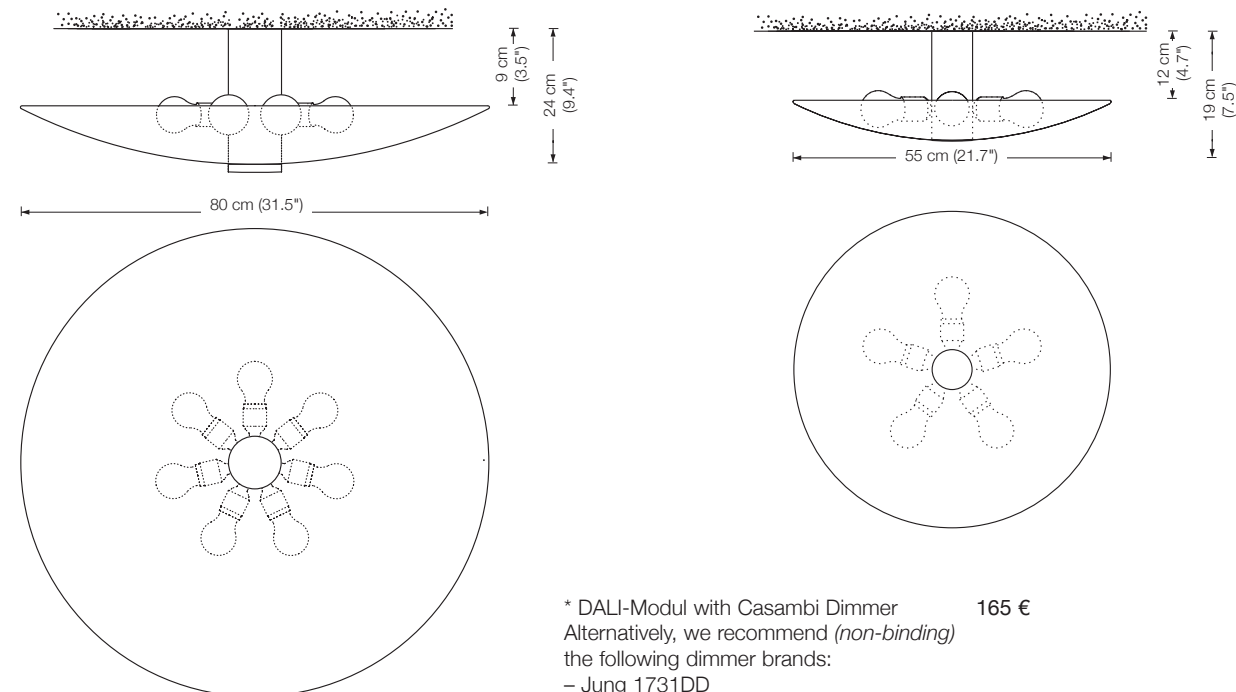 9 cm
(3.5")
24 cm
(9.4")
80 cm (31.5")
12 cm
(4.7")
19 cm
(7.5")
55 cm (21.7")
* DALI-Modul with Casambi Dimmer 165 €
Alternatively, we recommend (non-binding)
the following dimmer brands:
– Jung 1731DD